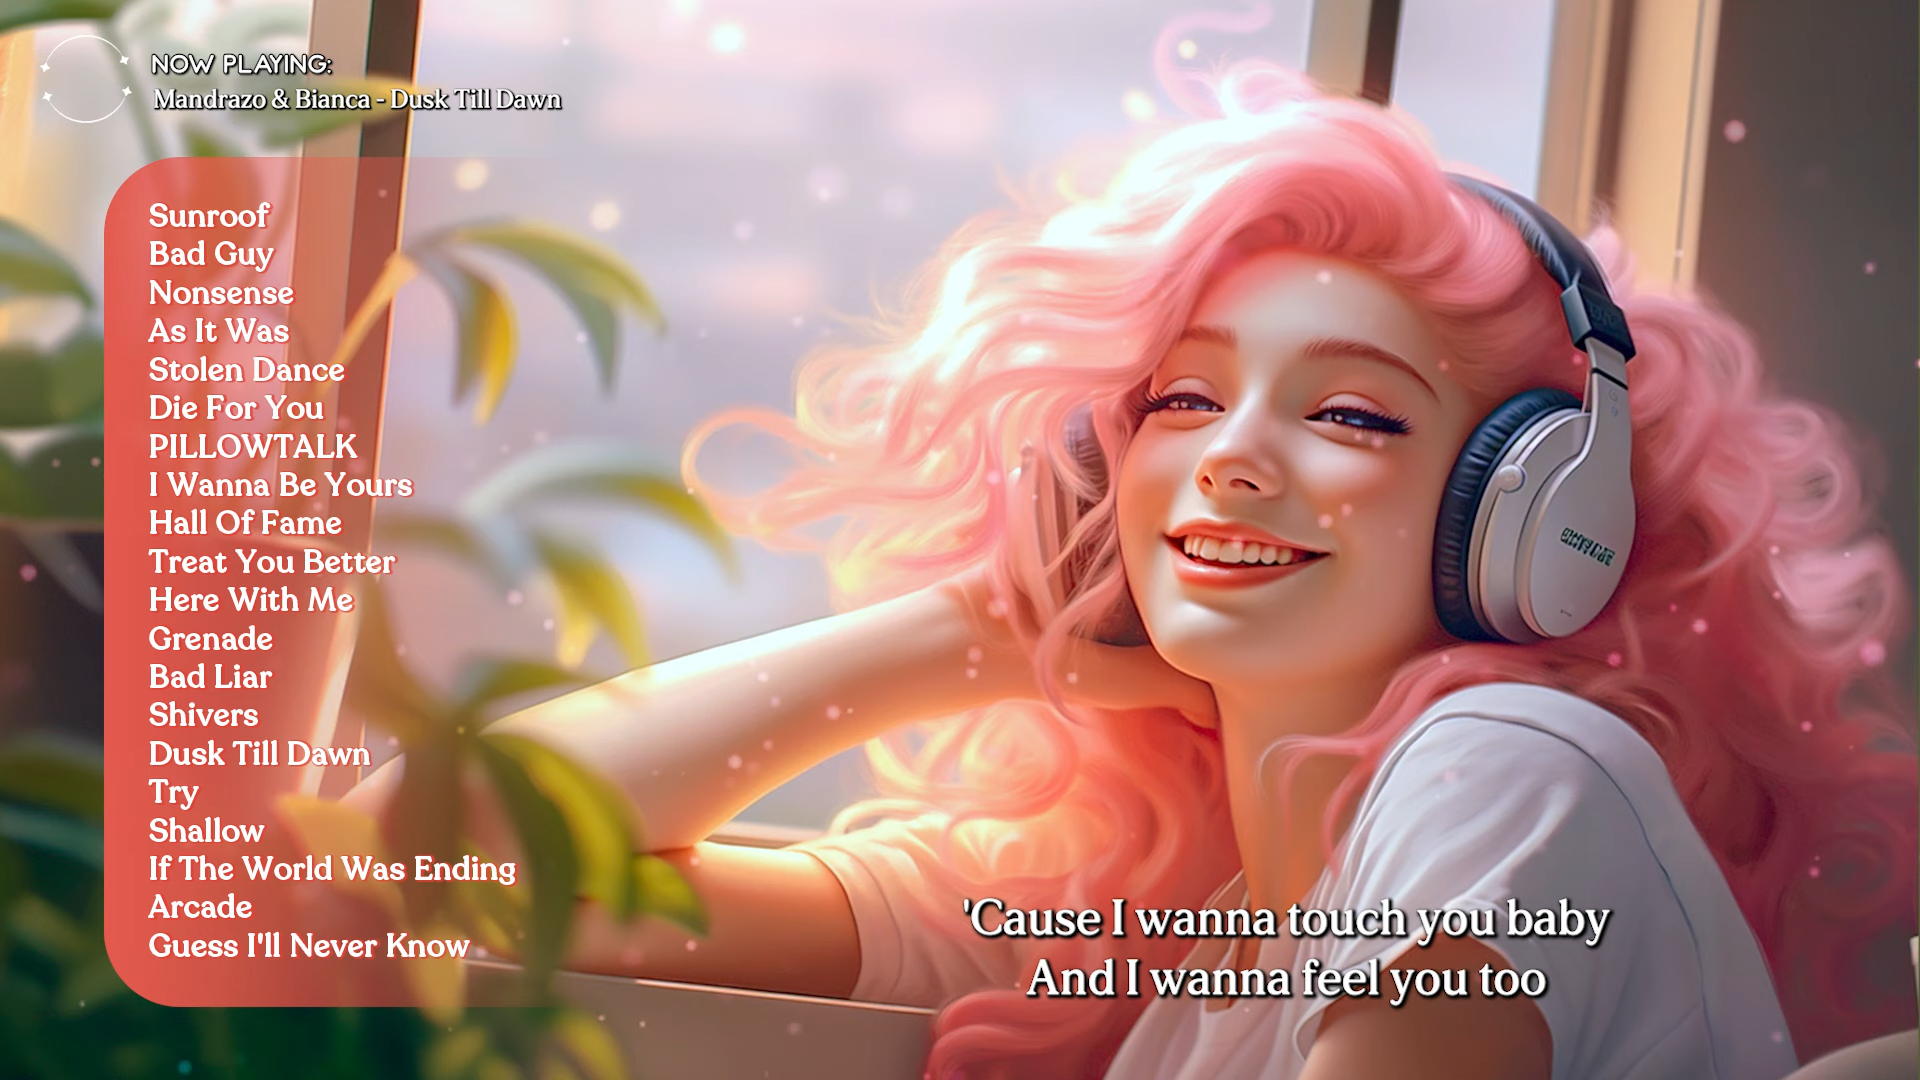 NOW PLAYING:
Mandrazo & Bianca - Dusk Till Dawn
Sunroof
Bad Guy
Nonsense
As It Was
Stolen Dance
Die For You
PILLOWTALK
I Wanna Be Yours
Hall Of Fame
Treat You Better
Here With Me
Grenade
Bad Liar
Shivers
Dusk Till Dawn
Try
Shallow
If The World Was Ending
Arcade
Guess I'll Never Know
'Cause I wanna touch you baby
And I wanna feel you too